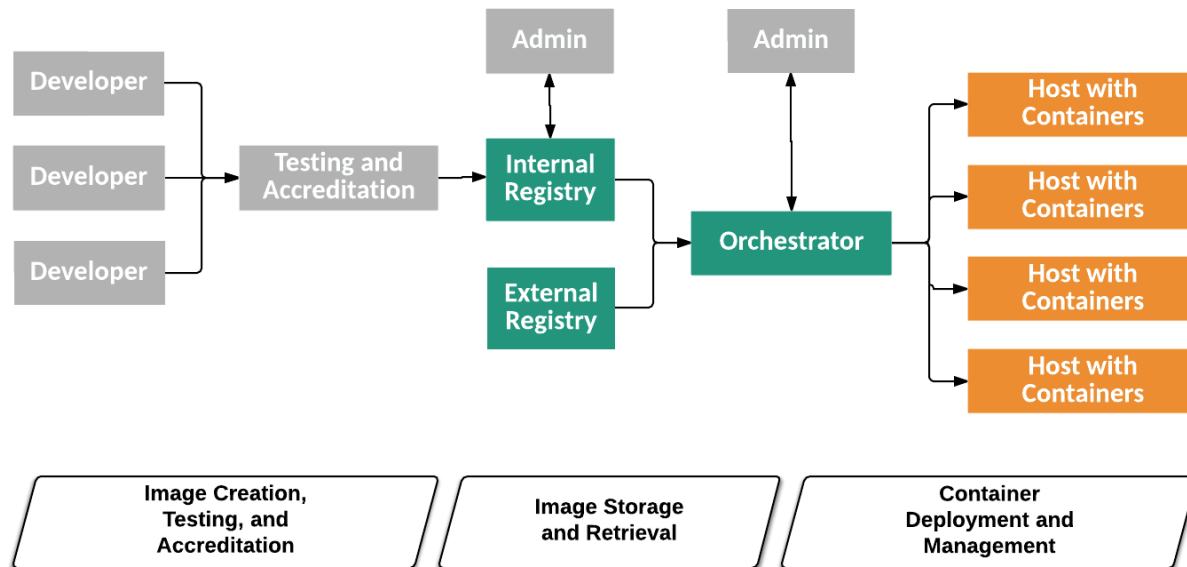 Developer
Developer
Developer
Testing and
Accreditation
Admin
Internal
Registry
External
Registry
Admin
Orchestrator
Host with
Containers
Host with
Containers
Host with
Containers
Host with
Containers
Image Creation,
Testing, and
Accreditation
Image Storage
and Retrieval
Container
Deployment and
Management